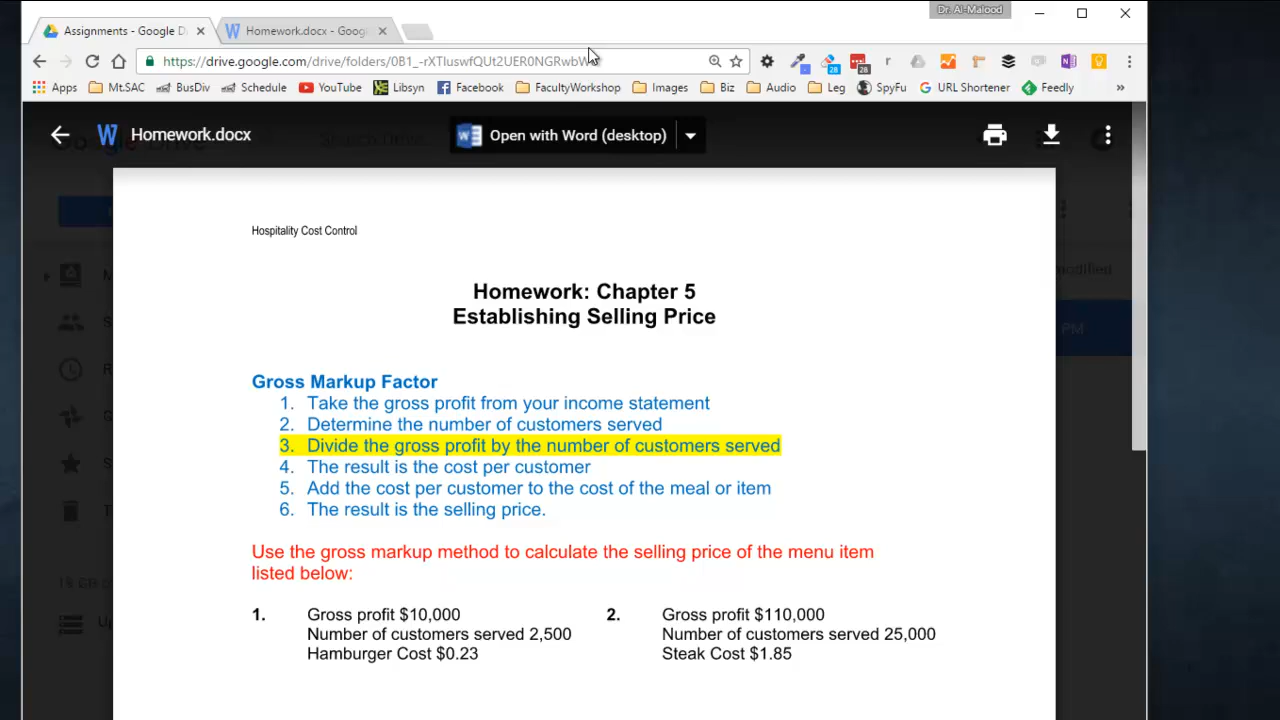 Dr. Al-Malood
Assignments - Google D
Homework.docx - Goog
https://drive.google.com/drive/folders/0B1_-rXTluswfQUt2UER0NGRwbW
28
28
Apps Mt.SAC BusDiv Schedule YouTube Libsyn Facebook FacultyWorkshop Images Biz Audio Leg SpyFu URL Shortener Feedly »
Homework.docx
Open with Word (desktop)
Hospitality Cost Control
Homework: Chapter 5
Establishing Selling Price
Gross Markup Factor
1. Take the gross profit from your income statement
2. Determine the number of customers served
3. Divide the gross profit by the number of customers served
4. The result is the cost per customer
5. Add the cost per customer to the cost of the meal or item
6. The result is the selling price.
Use the gross markup method to calculate the selling price of the menu item
listed below:
1. Gross profit $10,000
Number of customers served 2,500
Hamburger Cost $0.23
2. Gross profit $110,000
Number of customers served 25,000
Steak Cost $1.85
PM